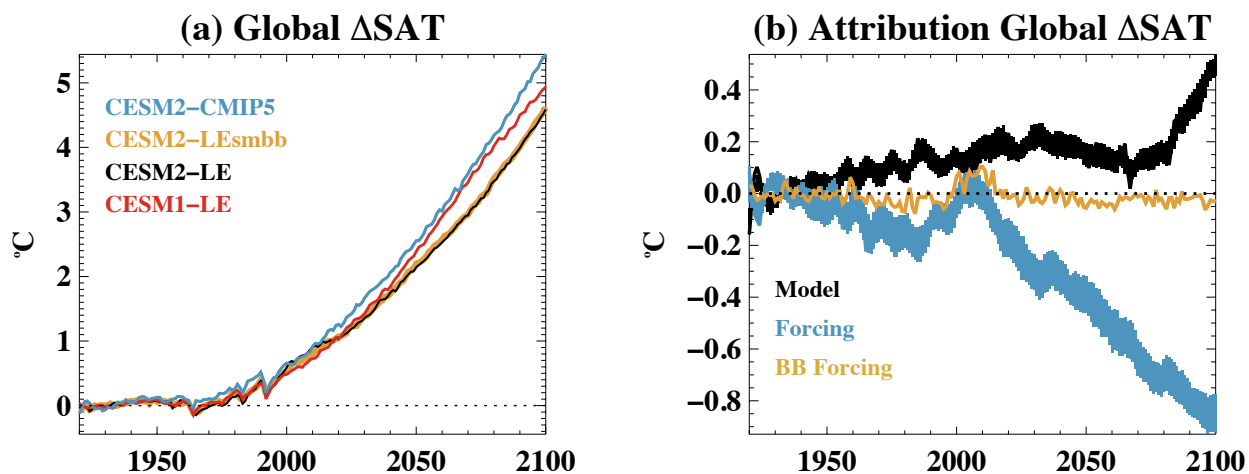 (a) Global ΔSAT
°C
5
4
3
2
1
0
CESM2−CMIP5
CESM2−LEsmbb
CESM2−LE
CESM1−LE
1950 2000 2050 2100
(b) Attribution Global ΔSAT
°C
0.4
0.2
0.0
−0.2
−0.4
−0.6
−0.8
Model
Forcing
BB Forcing
1950 2000 2050 2100